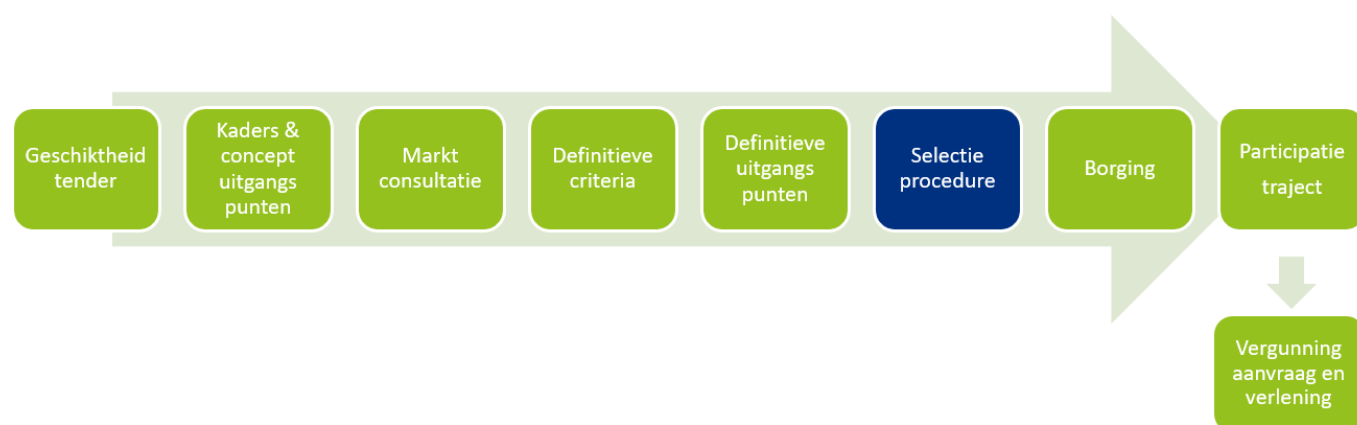 Geschiktheid
tender
Kaders &
concept
uitgangs
punten
Markt
consultatie
Definitieve
criteria
Definitieve
uitgangs
punten
Selectie
procedure
Borging
Participatie
traject
Vergunning
aanvraag en
verlening